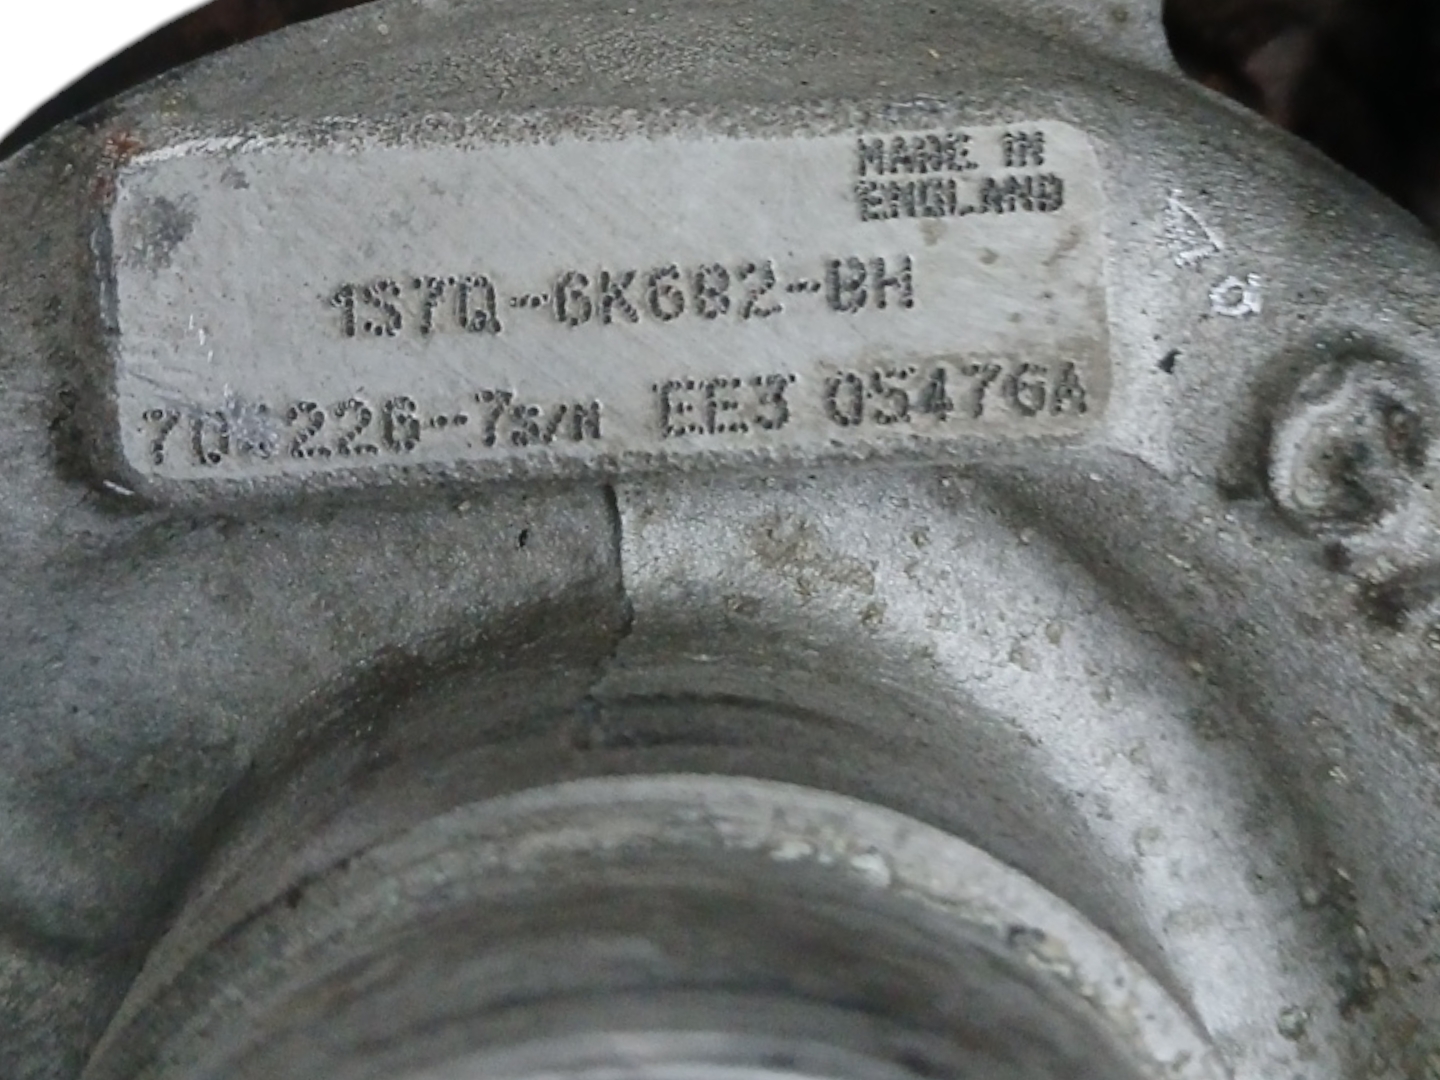 MADE IN
ENGLAND
1S7Q-6K682-BH
S/N EE3 05476A